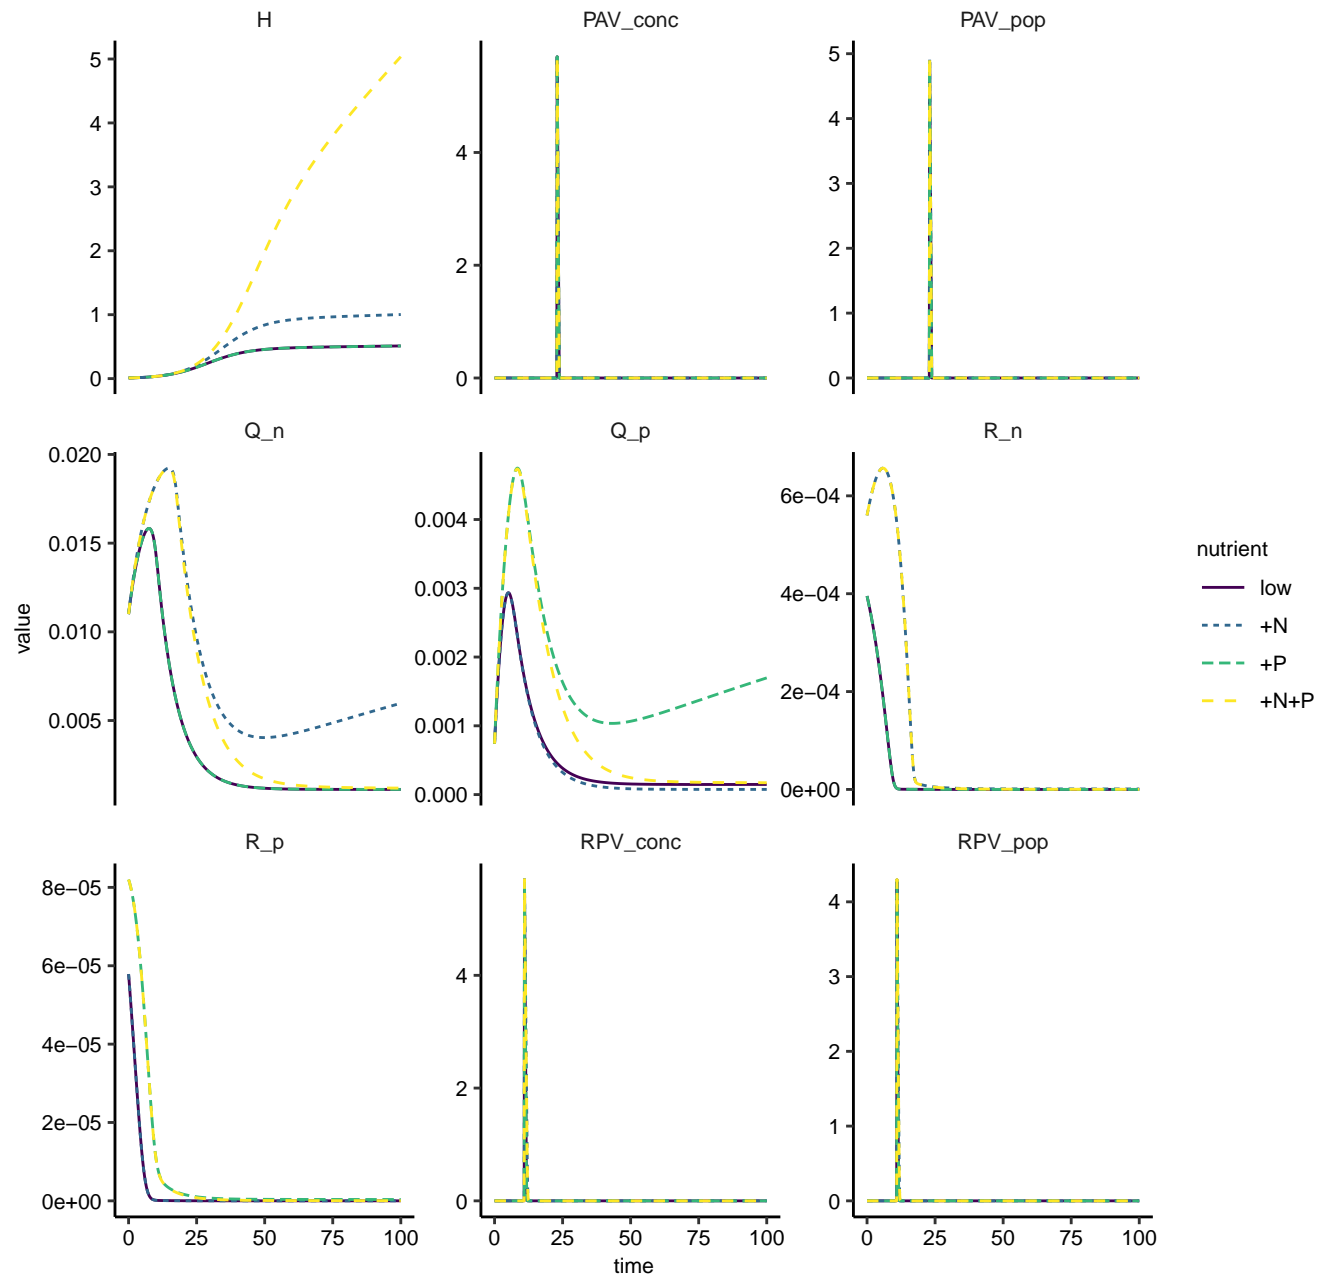 H
PAV_conc
PAV_pop
5
4
3
2
1
0
4
2
0
5
4
3
2
1
0
Q_n
Q_p
R_n
0.020
0.015
0.010
0.005
0.004
0.003
0.002
0.001
0.000
6e−04
4e−04
2e−04
0e+00
value
nutrient
low
+N
+P
+N+P
R_p
RPV_conc
RPV_pop
8e−05
6e−05
4e−05
2e−05
0e+00
4
2
0
4
3
2
1
0
0 25 50 75 100
0 25 50 75 100
0 25 50 75 100
time